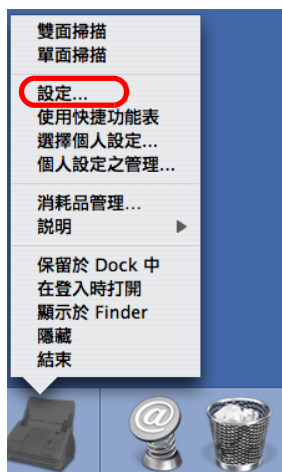 雙面掃描
單面掃描
設定...
使用快捷功能表
選擇個人設定...
個人設定之管理...
消耗品管理...
說明
保留於 Dock 中
在登入時打開
顯示於 Finder
隱藏
結束
@